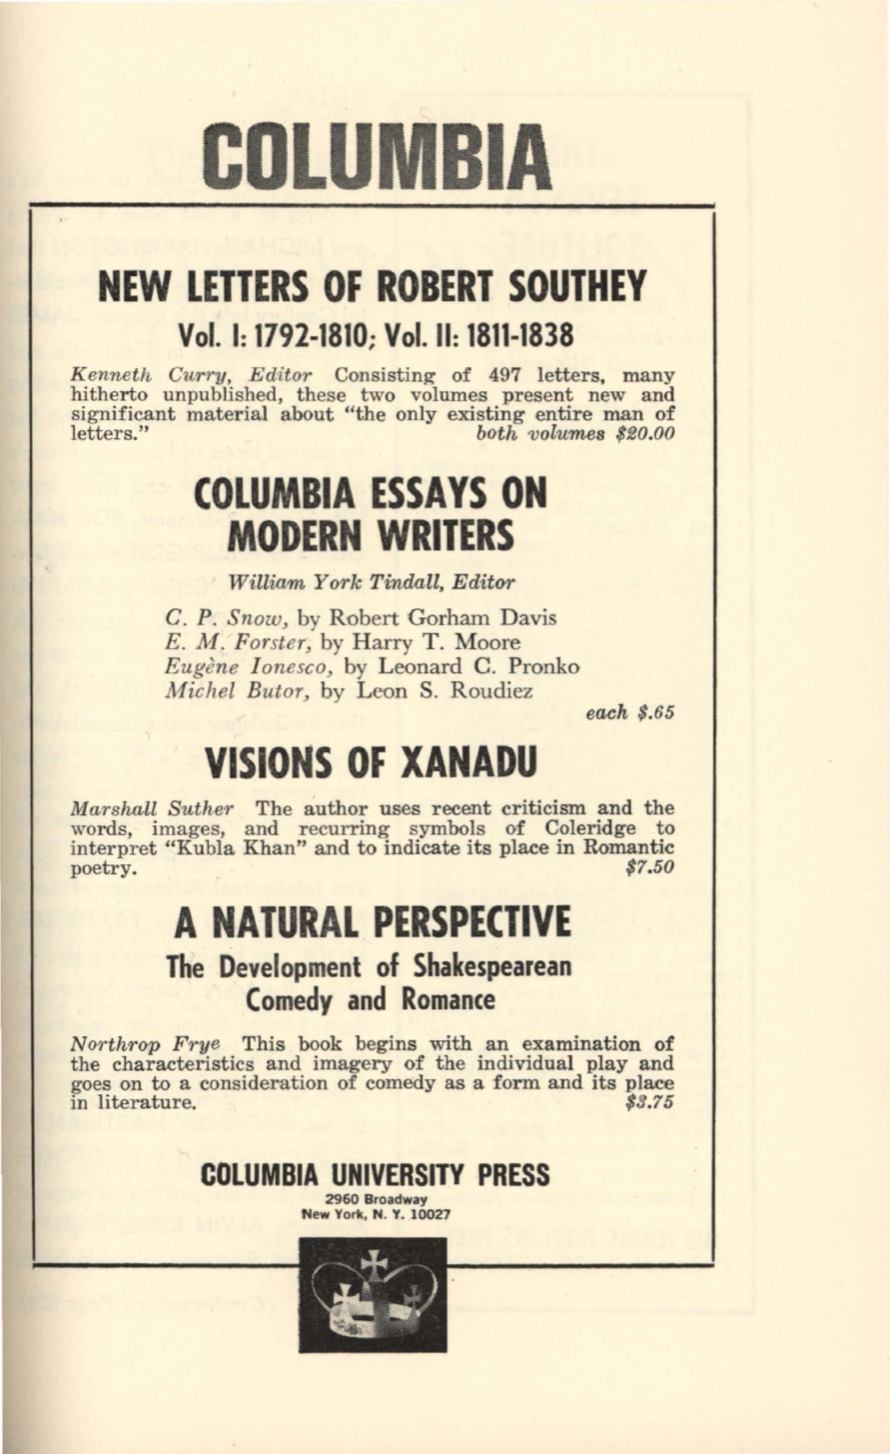 COLUMBIA
NEW LETTERS OF ROBERT SOUTHEY
Vol. I: 1792-1810; Vol. II: 1811-1838
Kenneth Curry, Editor Consisting of 497 letters, many
hitherto unpublished, these two volumes present new and
significant material about “the only existing entire man of
letters.” both volumes $20.00
COLUMBIA ESSAYS ON
MODERN WRITERS
William York Tindall, Editor
C. P. Snow, by Robert Gorham Davis
E. M. Forster, by Harry T. Moore
Eugène Ionesco, by Leonard C. Pronko
Michel Butor, by Leon S. Roudiez
each $.65
VISIONS OF XANADU
Marshall Suther The author uses recent criticism and the
words, images, and recurring symbols of Coleridge to
interpret “Kubla Khan” and to indicate its place in Romantic
poetry. $7.50
A NATURAL PERSPECTIVE
The Development of Shakespearean
Comedy and Romance
Northrop Frye This book begins with an examination of
the characteristics and imagery of the individual play and
goes on to a consideration of comedy as a form and its place
in literature. $3.75
COLUMBIA UNIVERSITY PRESS
2960 Broadway
New York, N. Y. 10027